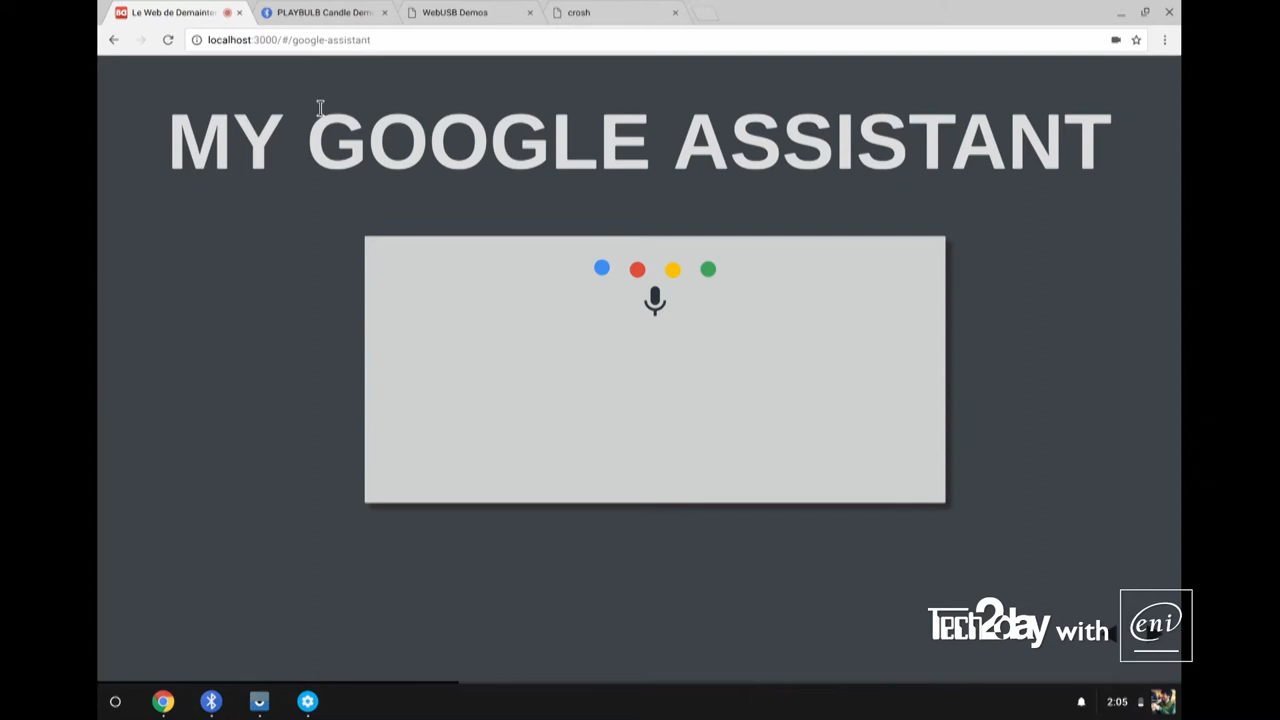 Le Web de Demainte
PLAYBULB Candle Dem
WebUSB Demos
crosh
localhost:3000/#/google-assistant
MY GOOGLE ASSISTANT
Tech2day with eni
2:05